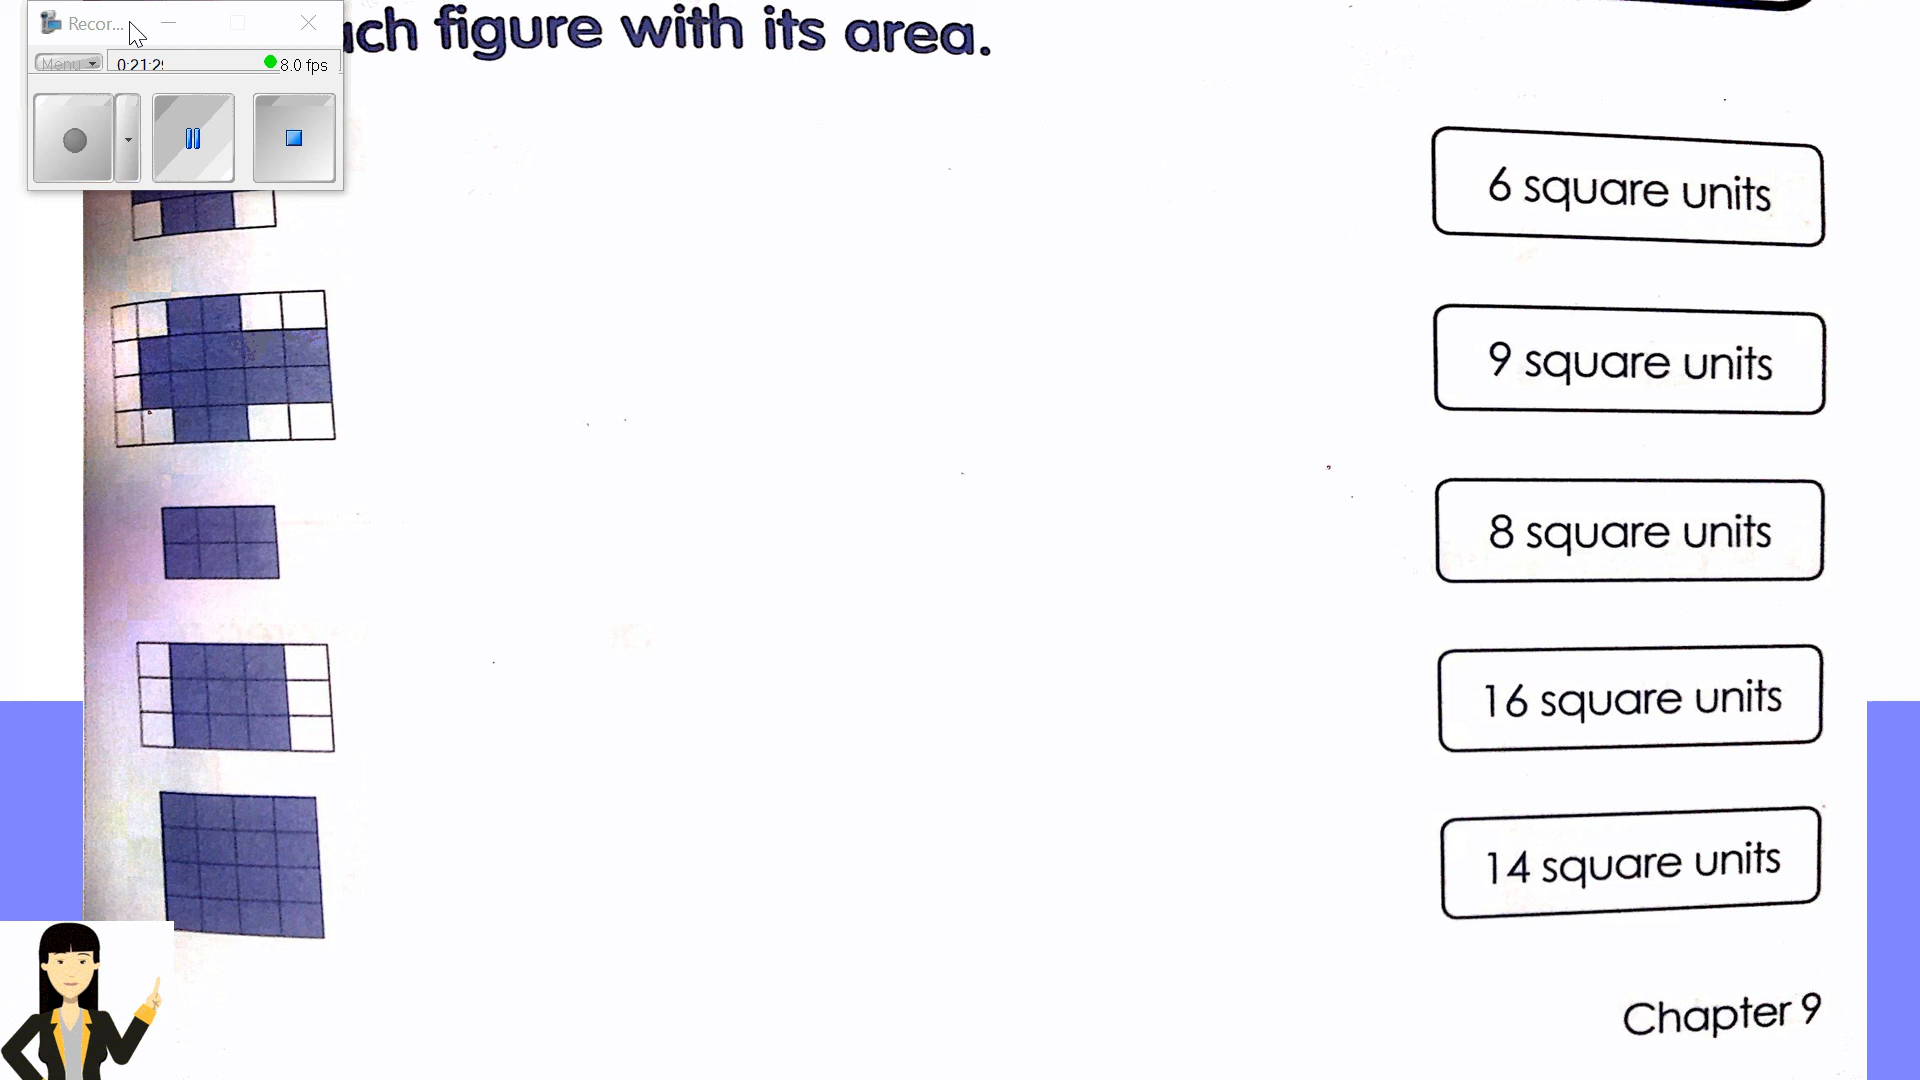 Recor...
ch figure with its area.
Menu
0:21:2
8.0 fps
6 square units
9 square units
8 square units
16 square units
14 square units
Chapter 9